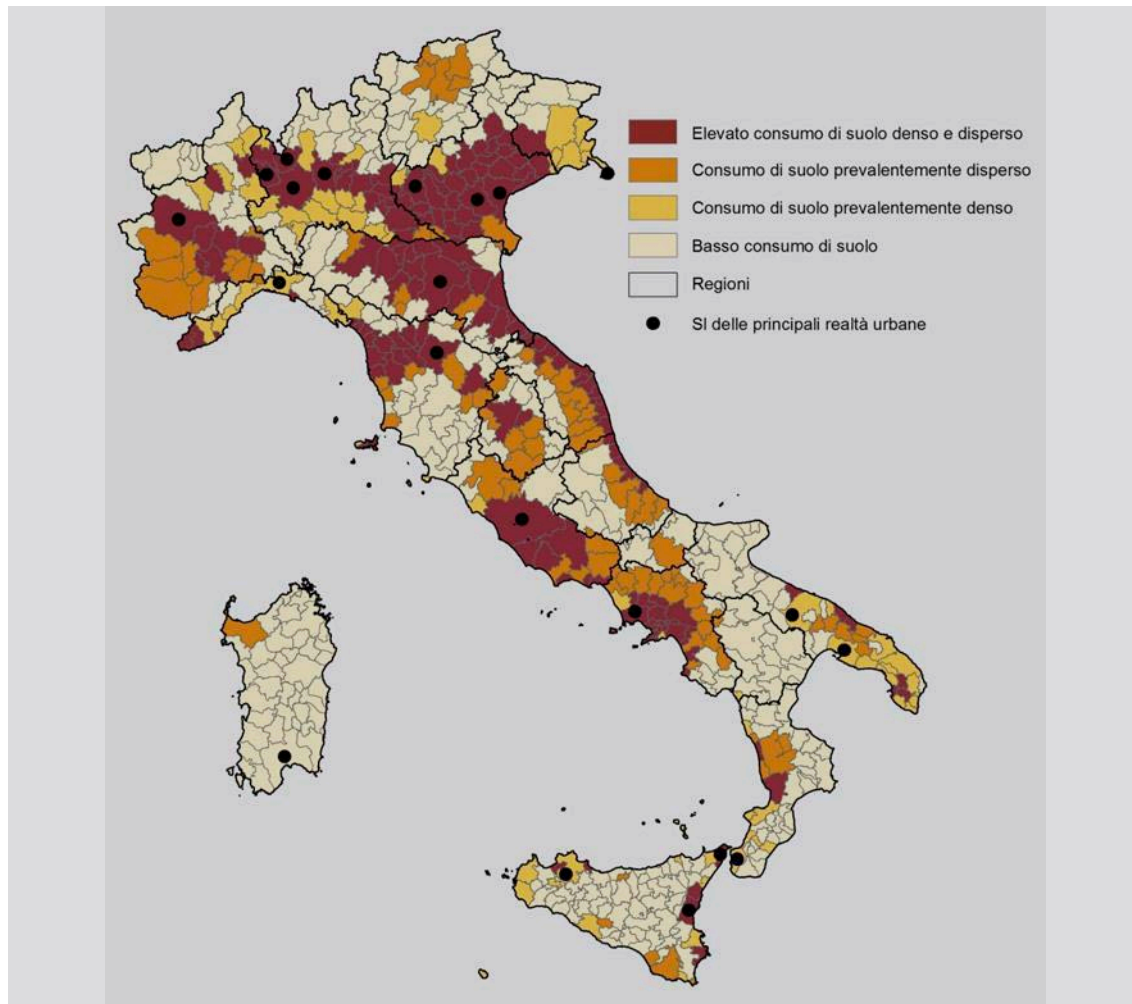 Elevato consumo di suolo denso e disperso
Consumo di suolo prevalentemente disperso
Consumo di suolo prevalentemente denso
Basso consumo di suolo
Regioni
SI delle principali realtà urbane